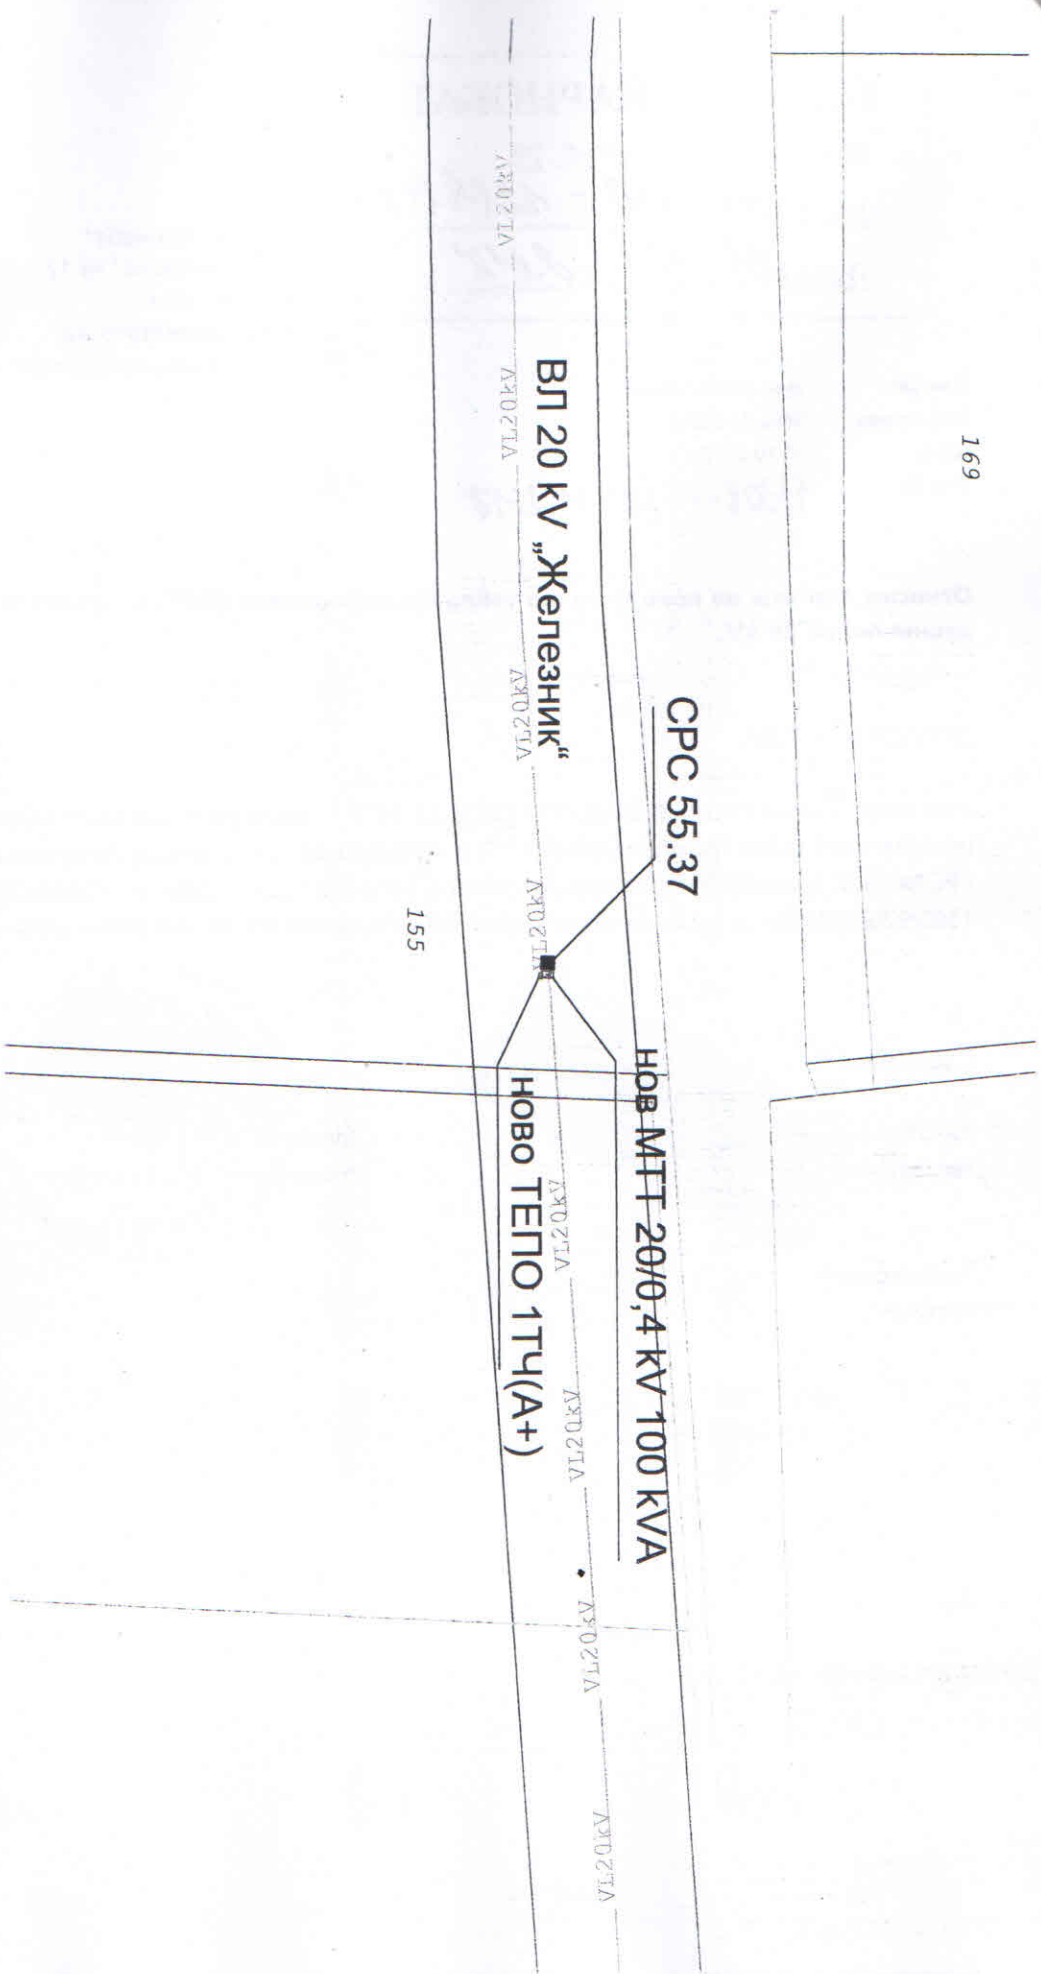 169
СРС 55.37
нов МТТ 20/0,4 kV 100 kVA
ВЛ 20 kV „Железник“
VL20kV
VL20kV
VL20kV
VL20kV
VL20kV
VL20kV
VL20kV
VL20kV
ново ТЕПО 1ТЧ(А+)
155